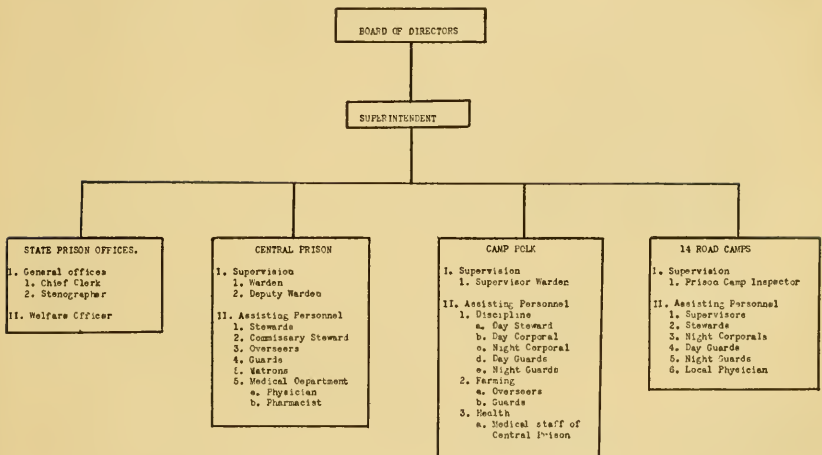 BOARD OF DIRECTORS
SUPERINTENDENT
STATE PRISON OFFICES.
I. General offices
1. Chief Clerk
2. Stenographer
II. Welfare Officer
CENTRAL PRISON
I. Supervision
1. Warden
2. Deputy Warden
II. Assisting Personnel
1. Stewards
2. Commissary Steward
3. Overseers
4. Guards
5. Matrons
5. Medical Department
a. Physician
b. Pharmacist
CAMP POLK
I. Supervision
1. Supervisor Warden
II. Assisting Personnel
1. Discipline
a. Day Steward
b. Day Corporal
c. Night Corporal
d. Day Guards
e. Night Guards
2. Farming
a. Overseers
b. Guards
3. Health
a. Medical staff of
Central Prison
14 ROAD CAMPS
I. Supervision
1. Prison Camp Inspector
II. Assisting Personnel
1. Supervisors
2. Stewards
3. Night Corporals
4. Day Guards
5. Night Guards
6. Local Physician